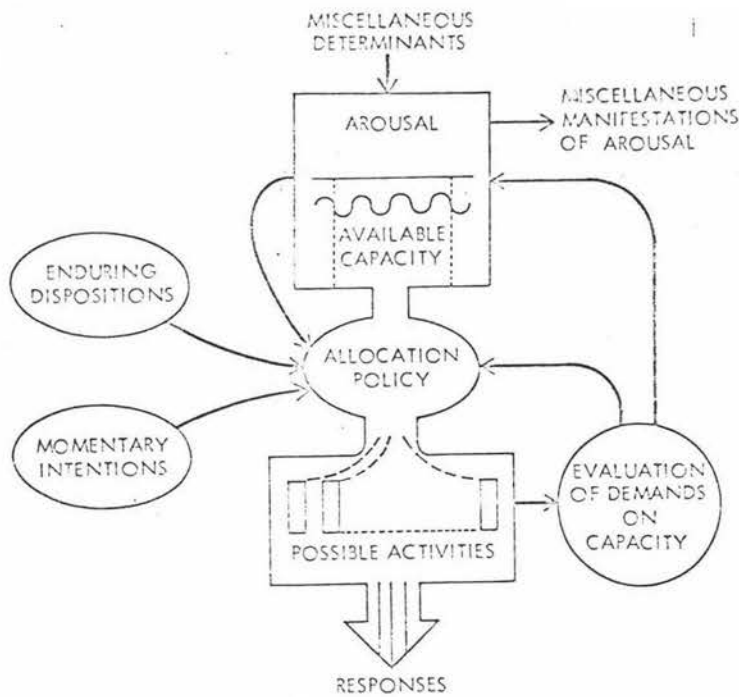 MISCELLANEOUS
DETERMINANTS
AROUSAL
MISCELLANEOUS
MANIFESTATIONS
OF AROUSAL
AVAILABLE
CAPACITY
ENDURING
DISPOSITIONS
ALLOCATION
POLICY
MOMENTARY
INTENTIONS
EVALUATION
OF DEMANDS
ON
CAPACITY
POSSIBLE ACTIVITIES
RESPONSES